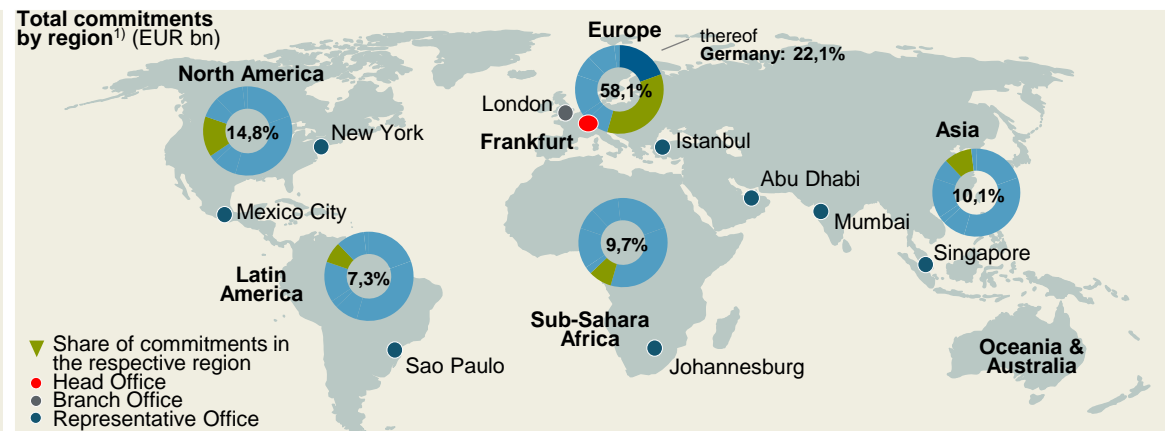 Total commitments
by region1) (EUR bn)
Europe
thereof
Germany: 22,1%
North America
58,1%
London
14,8%
New York
Frankfurt
Istanbul
Asia
Abu Dhabi
10,1%
Mexico City
Mumbai
9,7%
Singapore
Latin
America
7,3%
Sub-Sahara
Africa
Oceania &
Australia
Share of commitments in
the respective region
Sao Paulo
Johannesburg
Head Office
Branch Office
Representative Office